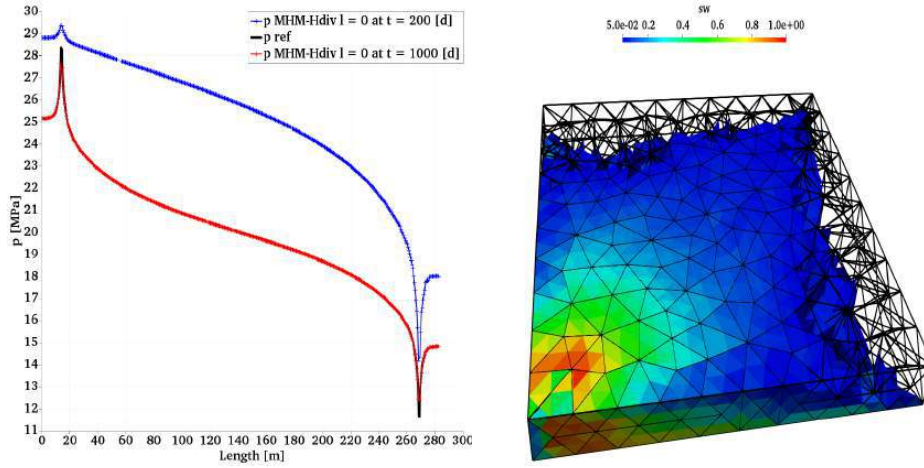 30
29
28
27
26
25
24
23
22
21
20
19
18
17
16
15
14
13
12
11
p [MPa]
0 20 40 60 80 100 120 140 160 180 200 220 240 260 280 300
Length [m]
p MHM-Hdiv l = 0 at t = 200 [d]
p ref
p MHM-Hdiv l = 0 at t = 1000 [d]
sw
5.0e-02 0.4 0.6 0.8 1.0e+00